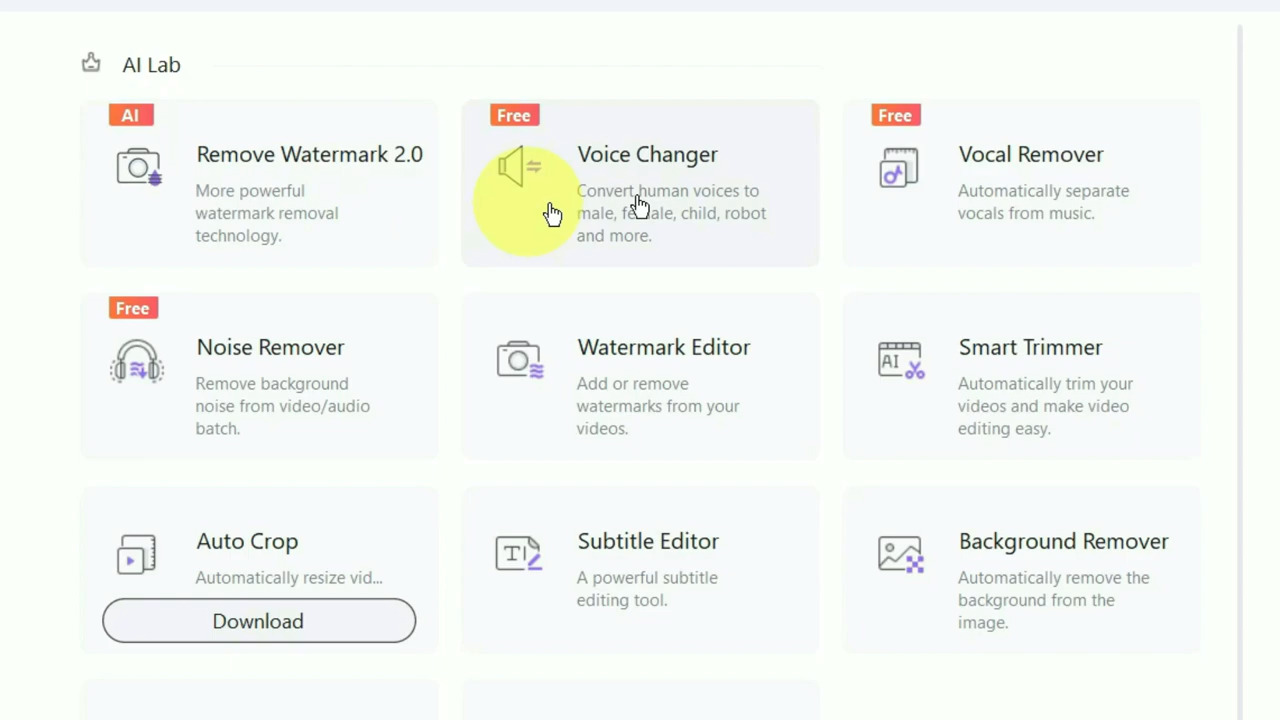 AI Lab
AI
Remove Watermark 2.0
More powerful
watermark removal
technology.
Free
Voice Changer
Convert human voices to
male, female, child, robot
and more.
Free
Vocal Remover
Automatically separate
vocals from music.
Free
Noise Remover
Remove background
noise from video/audio
batch.
Watermark Editor
Add or remove
watermarks from your
videos.
AI
Smart Trimmer
Automatically trim your
videos and make video
editing easy.
Auto Crop
Automatically resize vid...
Download
T
Subtitle Editor
A powerful subtitle
editing tool.
Background Remover
Automatically remove the
background from the
image.